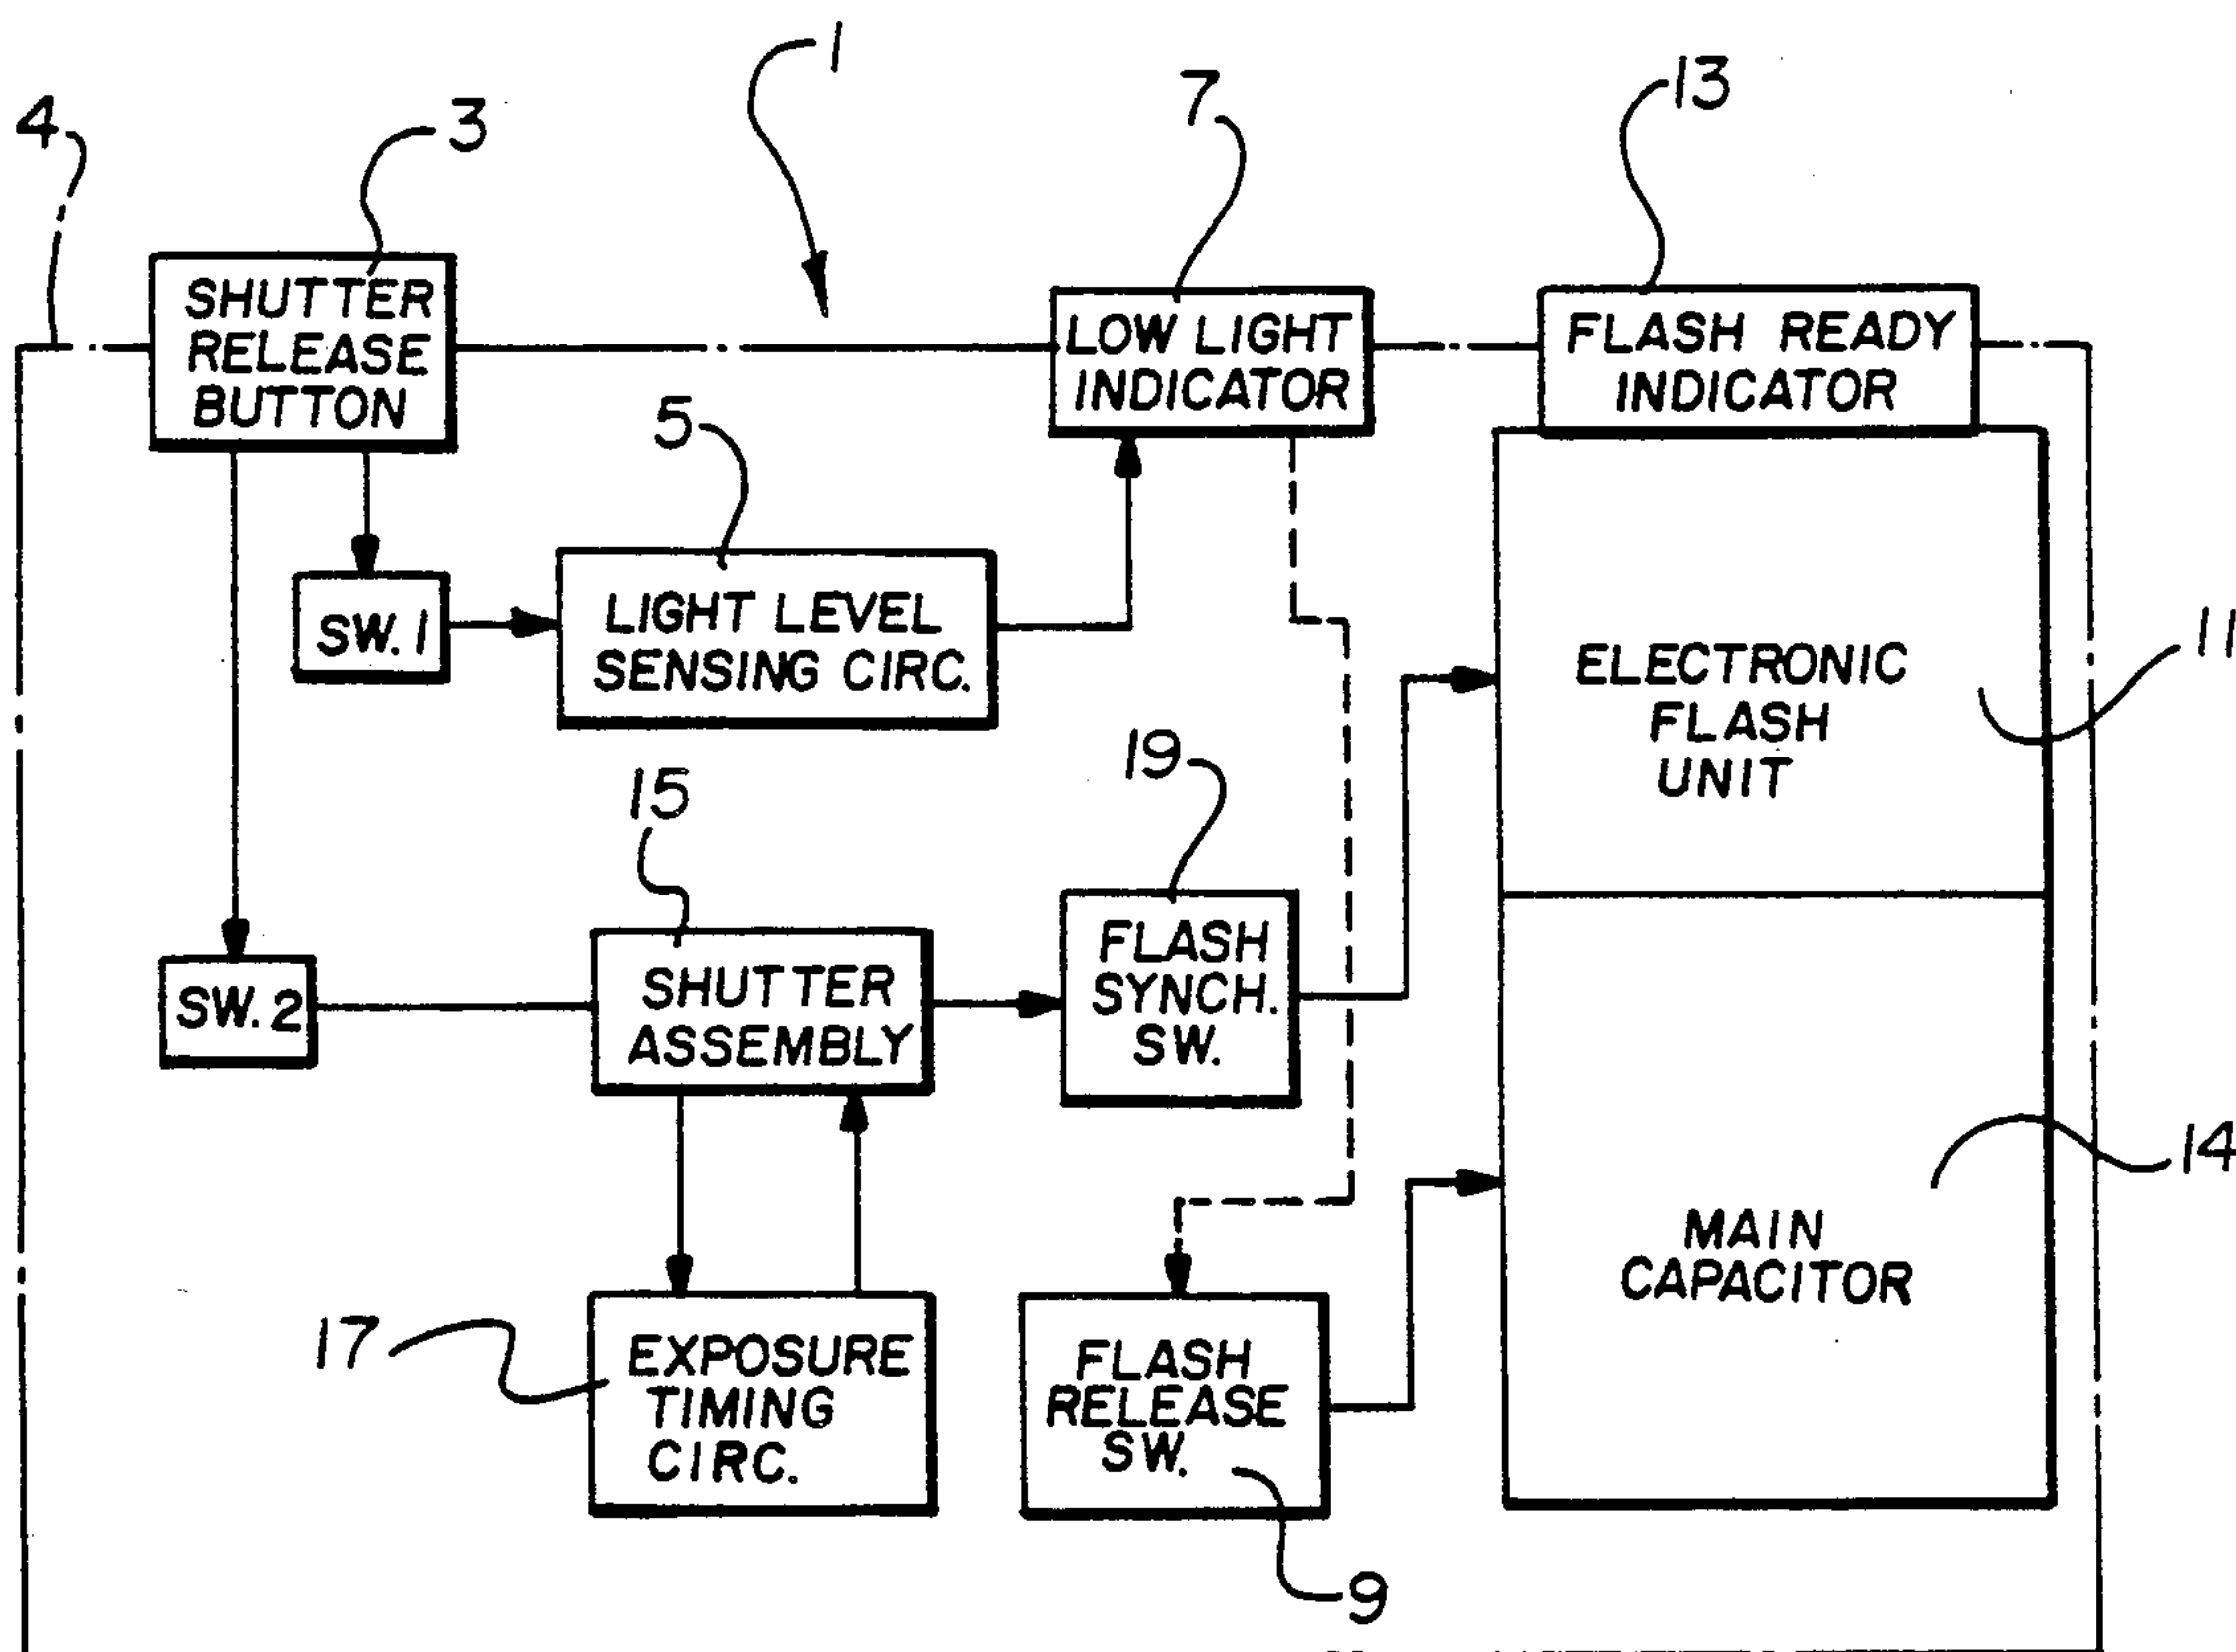 1
4
3
7
13
SHUTTER
RELEASE
BUTTON
LOW LIGHT
INDICATOR
FLASH READY
INDICATOR
5
SW. 1
LIGHT LEVEL
SENSING CIRC.
11
ELECTRONIC
FLASH
UNIT
15
19
SW. 2
SHUTTER
ASSEMBLY
FLASH
SYNCH.
SW.
14
MAIN
CAPACITOR
17
EXPOSURE
TIMING
CIRC.
FLASH
RELEASE
SW.
9